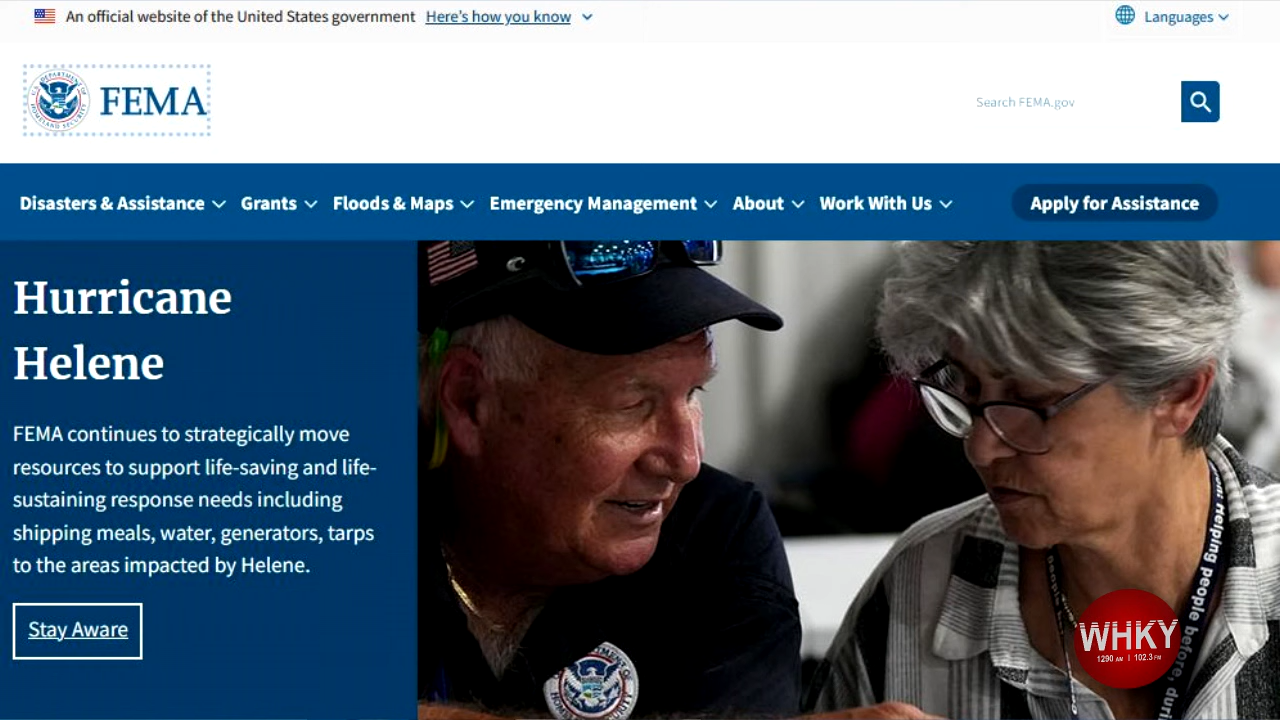 An official website of the United States government Here's how you know
Languages
FEMA
Search FEMA.gov
Disasters & Assistance Grants Floods & Maps Emergency Management About Work With Us Apply for Assistance
Hurricane
Helene
FEMA continues to strategically move
resources to support life-saving and life-
sustaining response needs including
shipping meals, water, generators, tarps
to the areas impacted by Helene.
Stay Aware
Helping people before,
WHKY
1290 AM | 102.3 FM